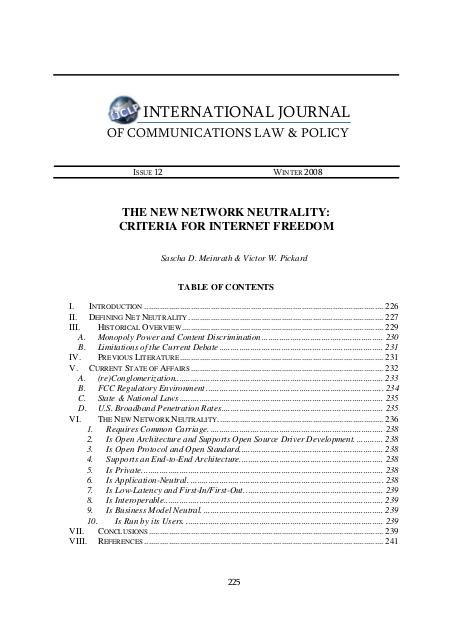 IJCLP
INTERNATIONAL JOURNAL
OF COMMUNICATIONS LAW & POLICY
ISSUE 12 WINTER 2008
THE NEW NETWORK NEUTRALITY:
CRITERIA FOR INTERNET FREEDOM
Sascha D. Meinrath & Victor W. Pickard
TABLE OF CONTENTS
I. INTRODUCTION ........ 226
II. DEFINING NET NEUTRALITY ........ 227
III. HISTORICAL OVERVIEW ........ 229
A. Monopoly Power and Content Discrimination ........ 230
B. Limitations of the Current Debate ........ 231
IV. PREVIOUS LITERATURE ........ 231
V. CURRENT STATE OF AFFAIRS ........ 232
A. (re)Conglomerization ........ 233
B. FCC Regulatory Environment ........ 234
C. State & National Laws ........ 235
D. U.S. Broadband Penetration Rates ........ 235
VI. THE NEW NETWORK NEUTRALITY ........ 236
1. Requires Common Carriage. ........ 238
2. Is Open Architecture and Supports Open Source Driver Development. ........ 238
3. Is Open Protocol and Open Standard. ........ 238
4. Supports an End-to-End Architecture. ........ 238
5. Is Private. ........ 238
6. Is Application-Neutral. ........ 238
7. Is Low-Latency and First-In/First-Out. ........ 239
8. Is Interoperable. ........ 239
9. Is Business Model Neutral. ........ 239
10. Is Run by its Users. ........ 239
VII. CONCLUSIONS ........ 239
VIII. REFERENCES ........ 241
225